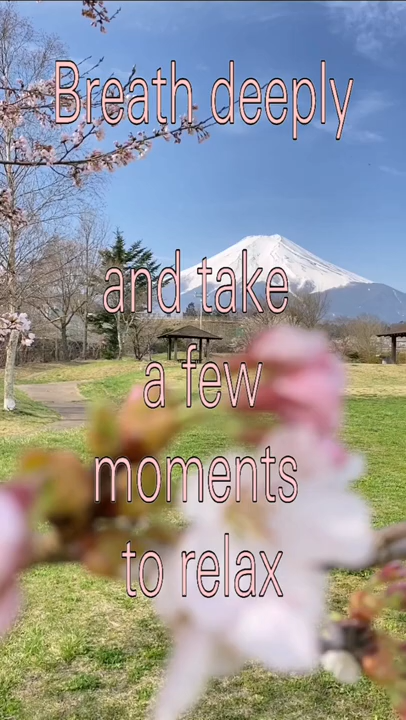 Breath deeply
and take
a few
moments
to relax